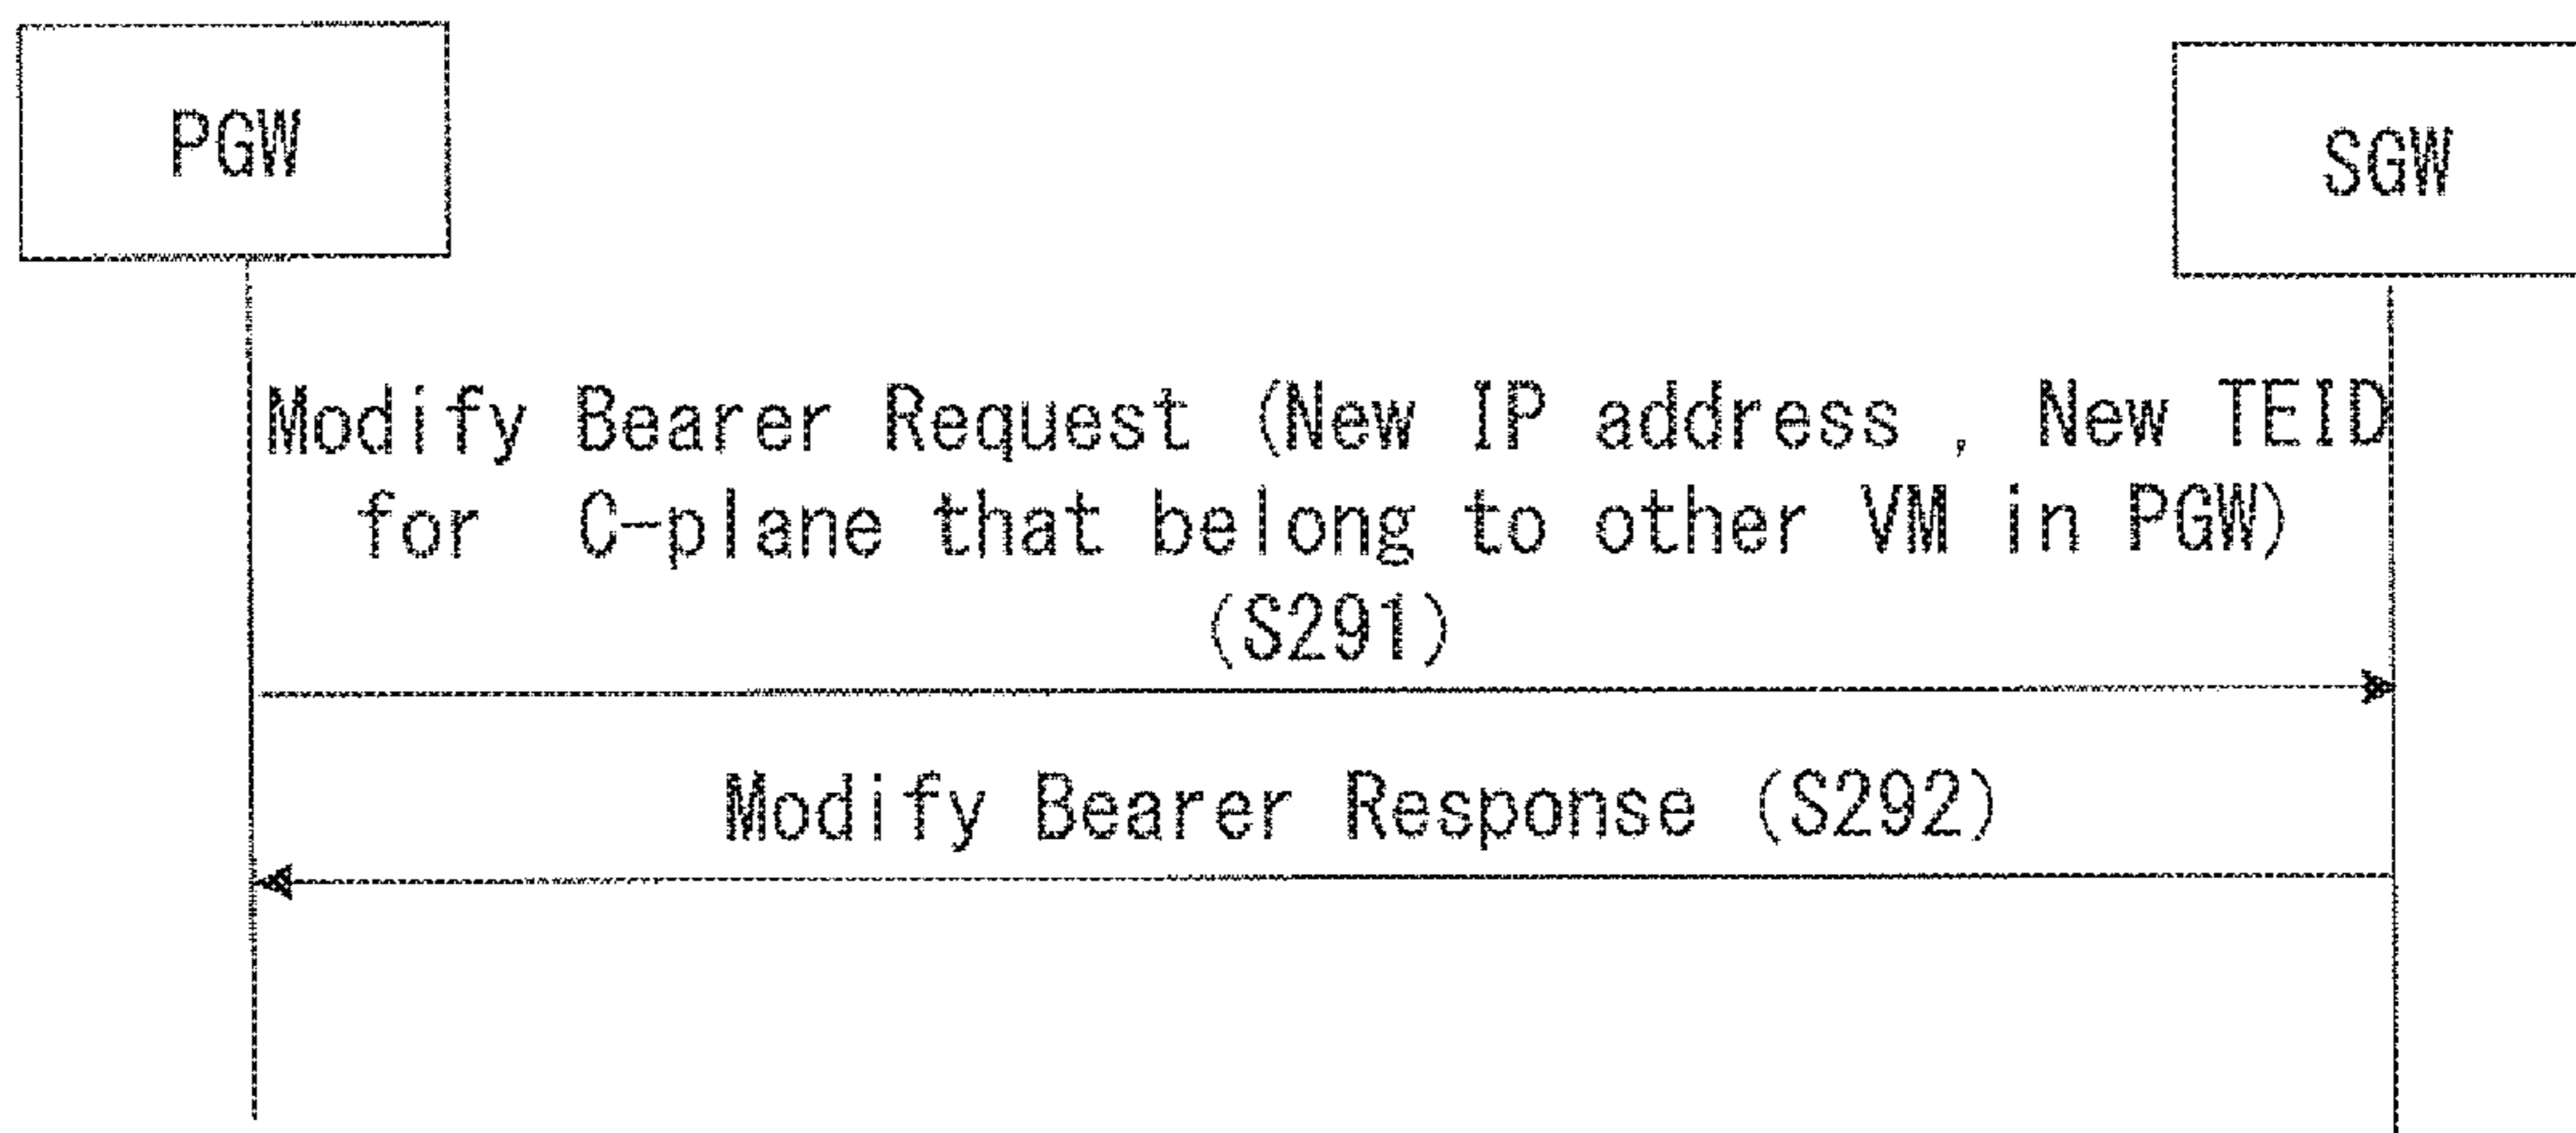 PGW
SGW
Modify Bearer Request (New IP address , New TEID
for C-plane that belong to other VM in PGW)
(S291)
Modify Bearer Response (S292)